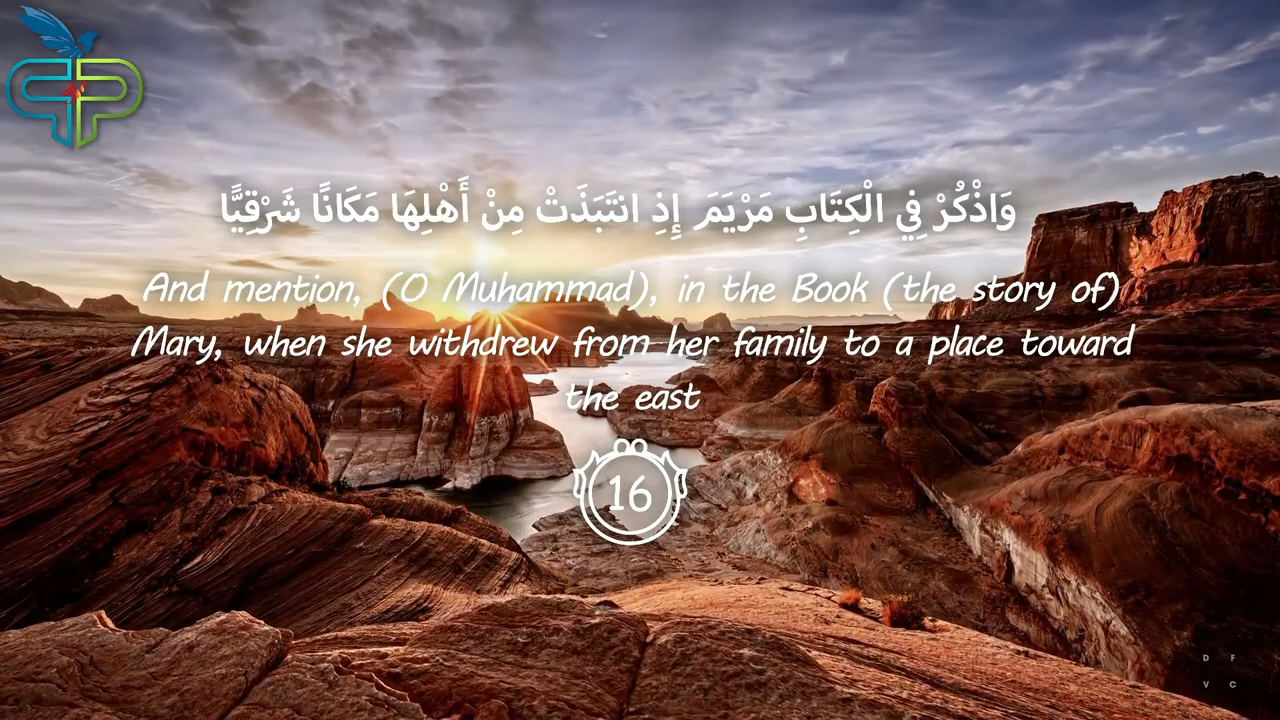 وَاذْكُرْ فِي الْكِتَابِ مَرْيَمَ إِذِ انتَبَذَتْ مِنْ أَهْلِهَا مَكَانًا شَرْقِيًّا
And mention, (O Muhammad), in the Book (the story of)
Mary, when she withdrew from her family to a place toward
the east
16
D F
V C